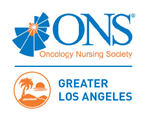 ONS®
Oncology Nursing Society
GREATER
LOS ANGELES